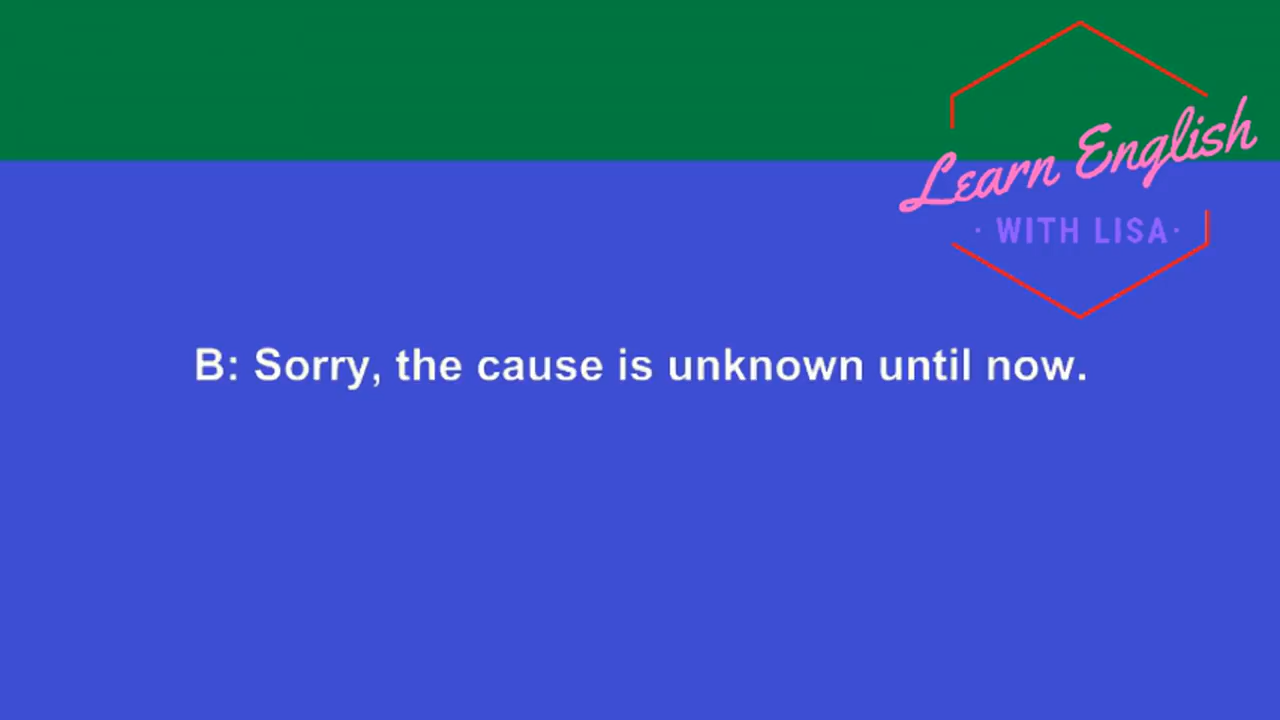 Learn English
· WITH LISA·
B: Sorry, the cause is unknown until now.